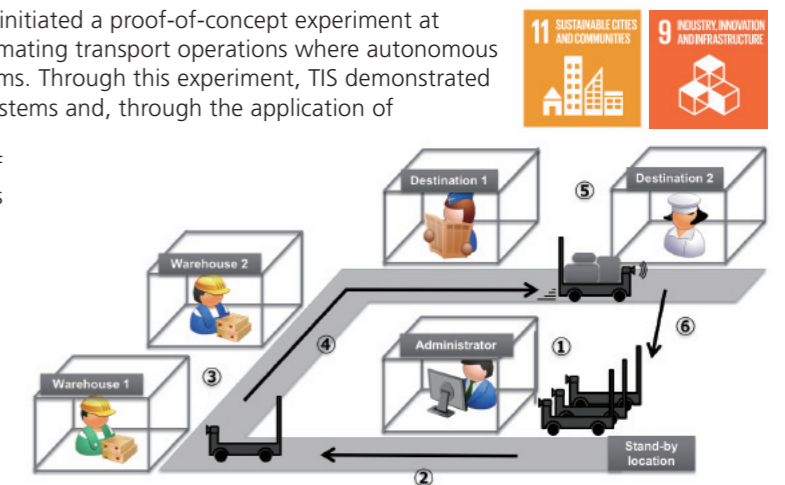 initiated a proof-of-concept experiment at
mating transport operations where autonomous
ms. Through this experiment, TIS demonstrated
stems and, through the application of
11 SUSTAINABLE CITIES
AND COMMUNITIES
9 INDUSTRY, INNOVATION
AND INFRASTRUCTURE
Destination 1
⑤
Destination 2
Warehouse 2
④
Administrator
①
⑥
③
Warehouse 1
Stand-by
location
②